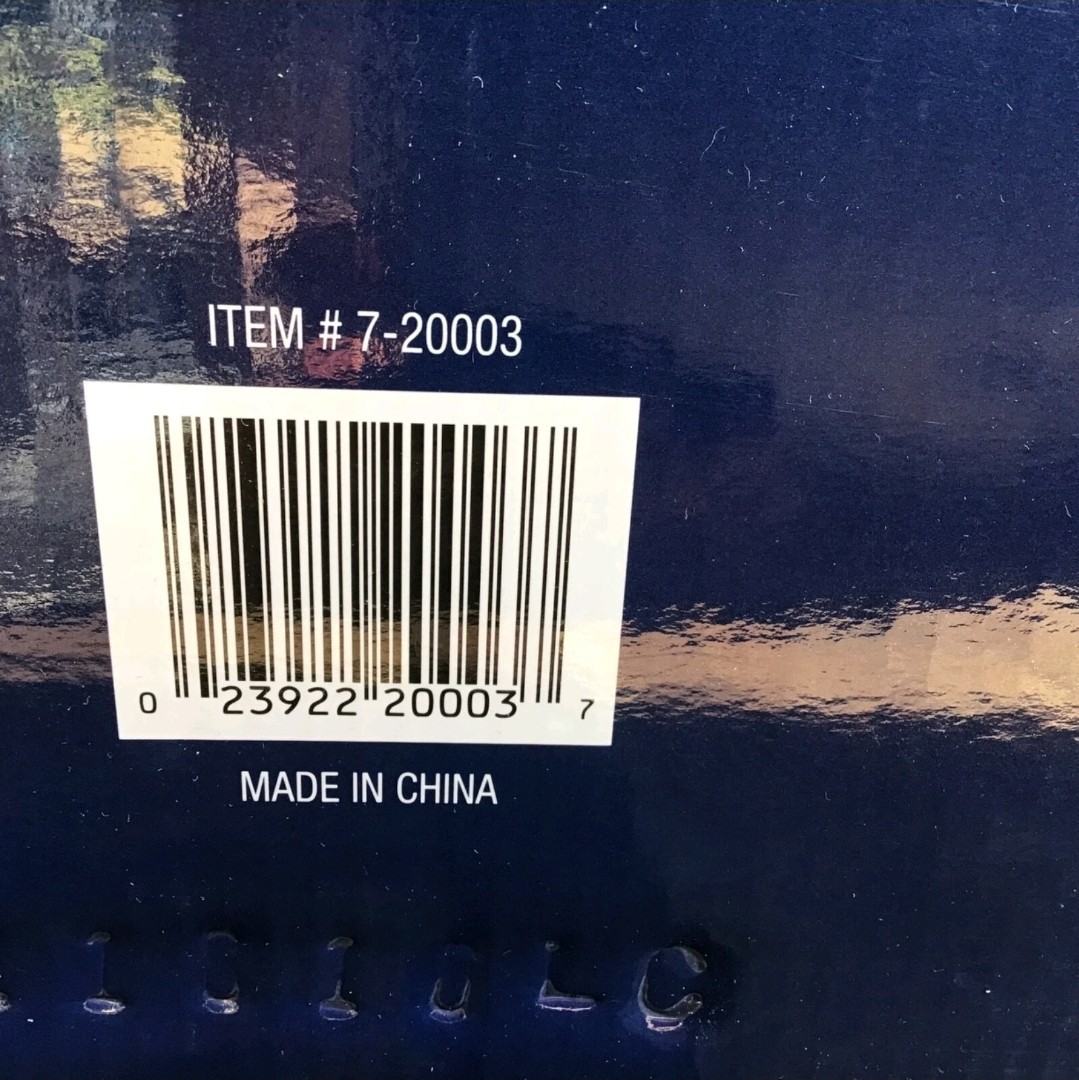 ITEM # 7-20003
0 23922 20003 7
MADE IN CHINA